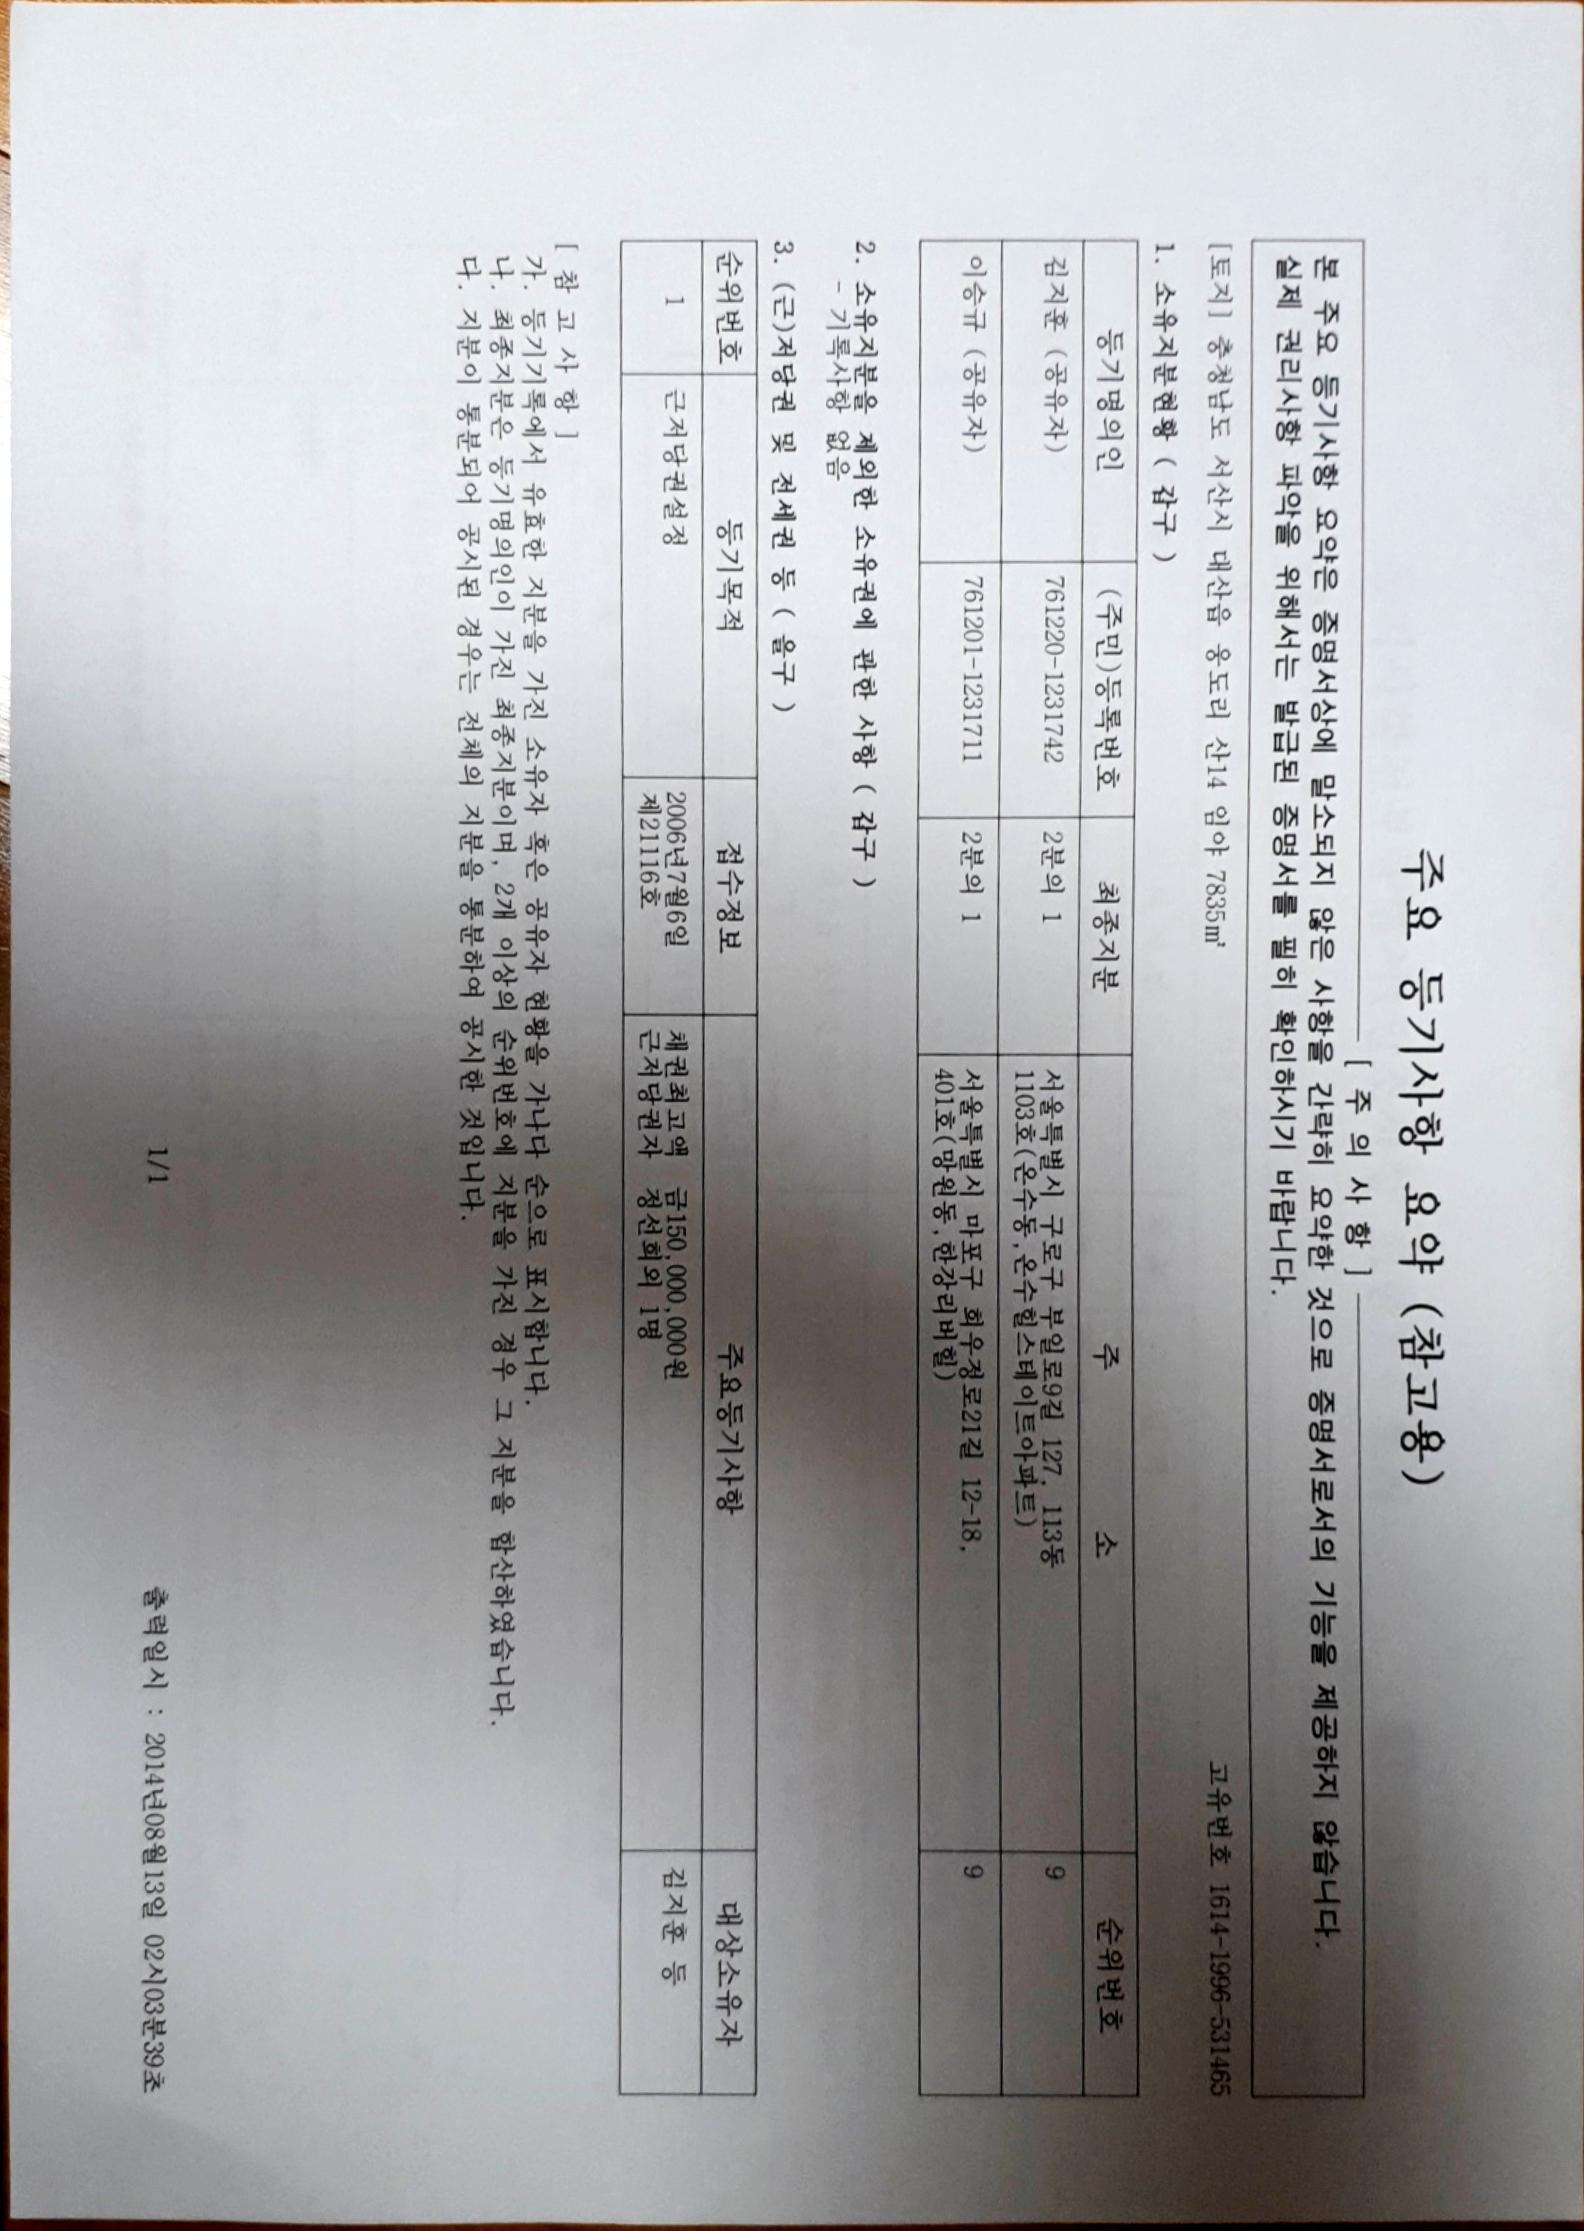 주요 등기사항 요약 (참고용)
[ 주 의 사 항 ]
본 주요 등기사항 요약은 증명서상에 말소되지 않은 사항을 간략히 요약한 것으로 증명서로서의 기능을 제공하지 않습니다.
실제 권리사항 파악을 위해서는 발급된 증명서를 필히 확인하시기 바랍니다.
고유번호 1614-1996-531465
[토지] 충청남도 서산시 대산읍 웅도리 산14 임야 7835㎡
1. 소유지분현황 ( 갑구 )
등기명의인 (주민)등록번호 최종지분 주 소 순위번호
김지훈 (공유자) 761220-1231742 2분의 1 서울특별시 구로구 부일로9길 127, 113동 9
1103호(온수동,온수힐스테이트아파트)
이승규 (공유자) 761201-1231711 2분의 1 서울특별시 마포구 희우정로21길 12-18, 9
401호(망원동,한강리버힐)
2. 소유지분을 제외한 소유권에 관한 사항 ( 갑구 )
- 기록사항 없음
3. (근)저당권 및 전세권 등 ( 을구 )
순위번호 등기목적 접수정보 주요등기사항 대상소유자
1 근저당권설정 2006년7월6일 채권최고액 금150,000,000원 김지훈 등
제21116호 근저당권자 정선희외 1명
[ 참 고 사 항 ]
가. 등기기록에서 유효한 지분을 가진 소유자 혹은 공유자 현황을 가나다 순으로 표시합니다.
나. 최종지분은 등기명의인이 가진 최종지분이며, 2개 이상의 순위번호에 지분을 가진 경우 그 지분을 합산하였습니다.
다. 지분이 통분되어 공시된 경우는 전체의 지분을 통분하여 공시한 것입니다.
1/1
출력일시 : 2014년08월13일 02시03분39초